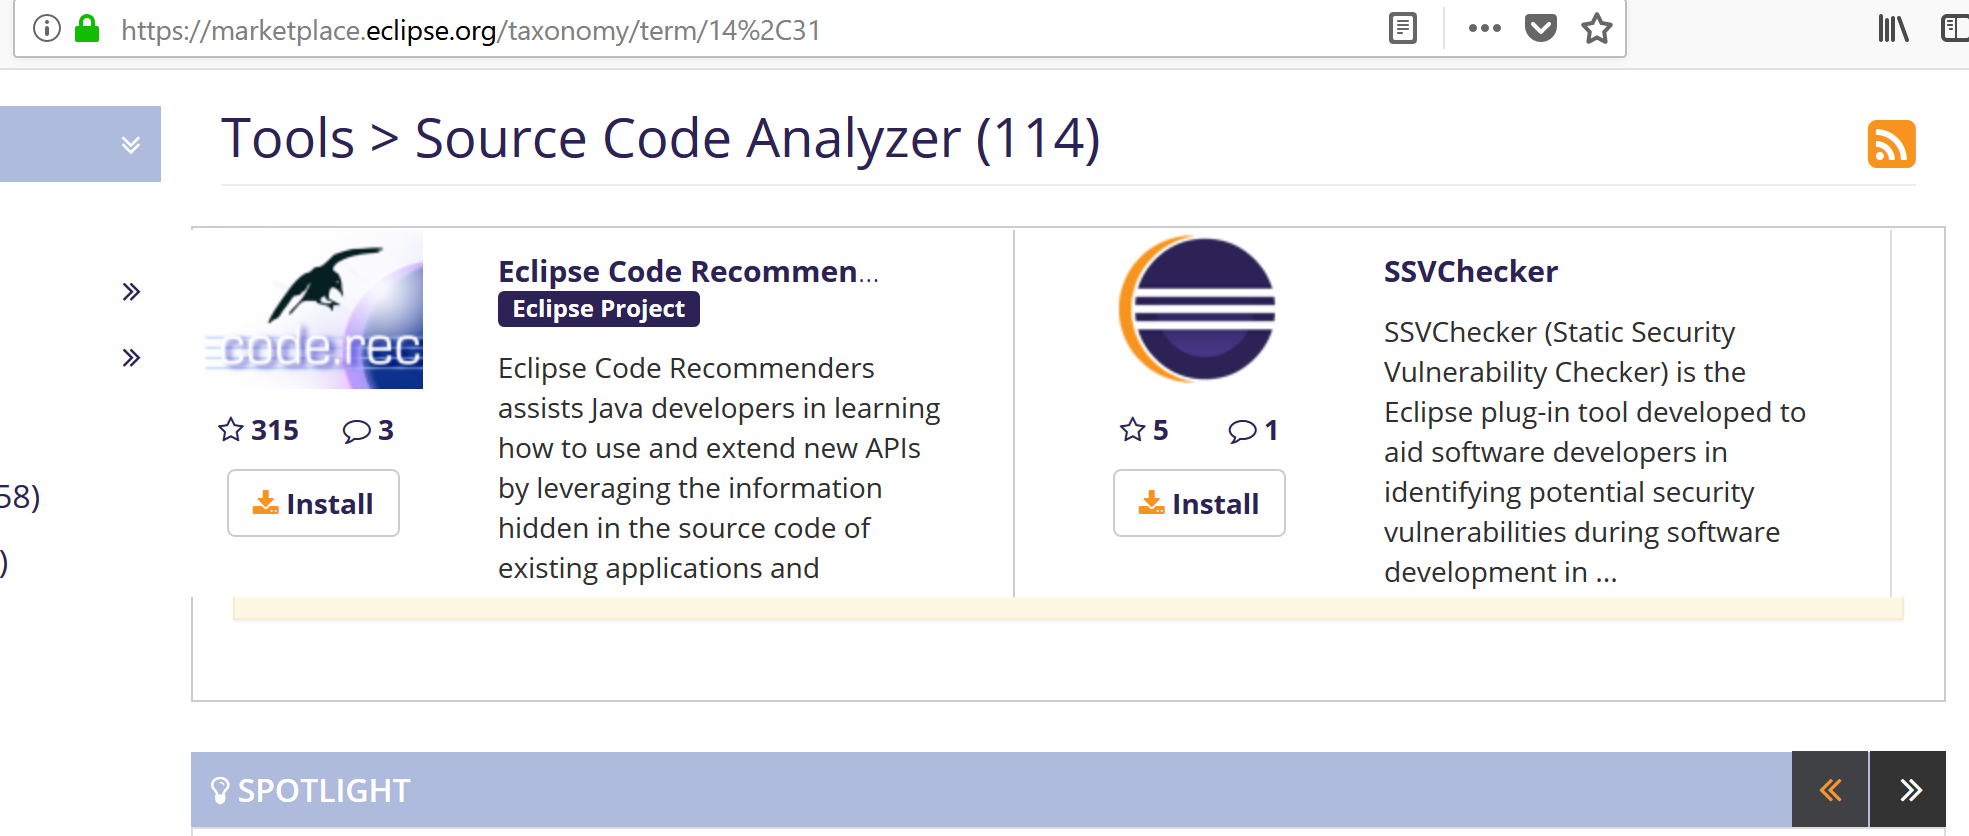 https://marketplace.eclipse.org/taxonomy/term/14%2C31
Tools > Source Code Analyzer (114)
58)
)
code.rec
315 3
Install
Eclipse Code Recommen...
Eclipse Project
Eclipse Code Recommenders
assists Java developers in learning
how to use and extend new APIs
by leveraging the information
hidden in the source code of
existing applications and
5 1
Install
SSVChecker
SSVChecker (Static Security
Vulnerability Checker) is the
Eclipse plug-in tool developed to
aid software developers in
identifying potential security
vulnerabilities during software
development in ...
SPOTLIGHT